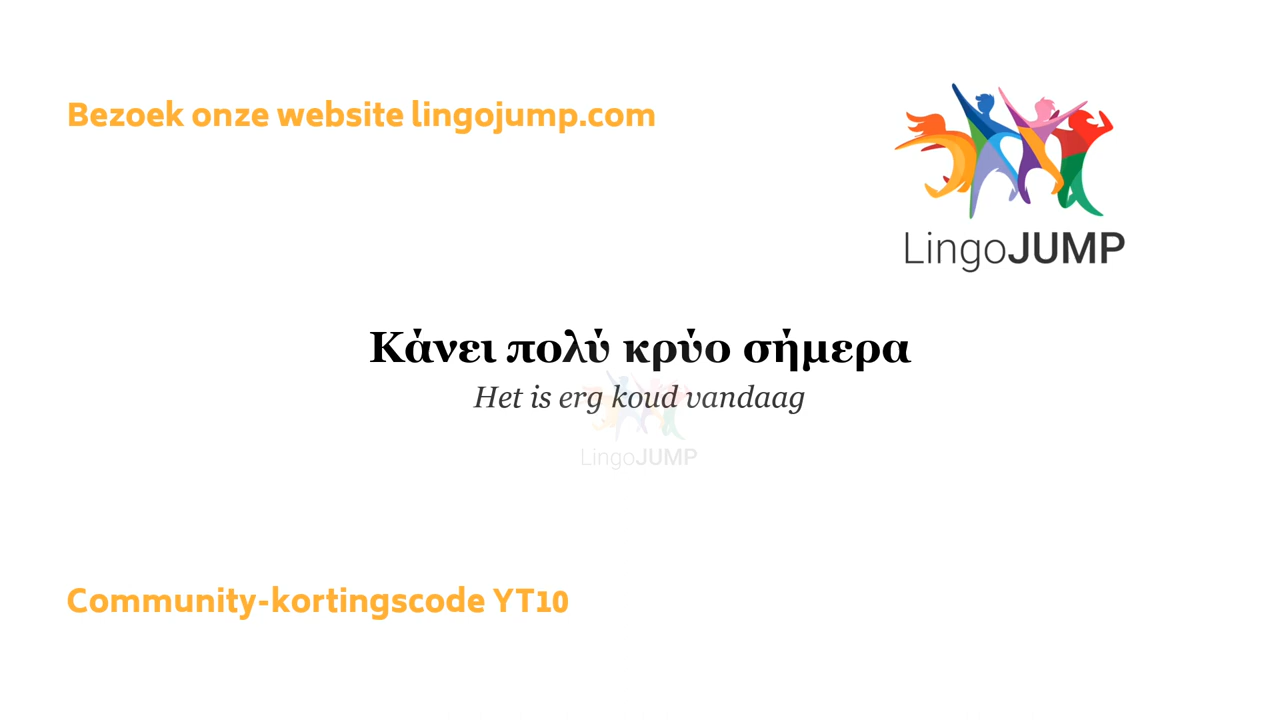 Bezoek onze website lingojump.com
LingoJUMP
Κάνει πολύ κρύο σήμερα
Het is erg koud vandaag
LingoJUMP
Community-kortingscode YT10